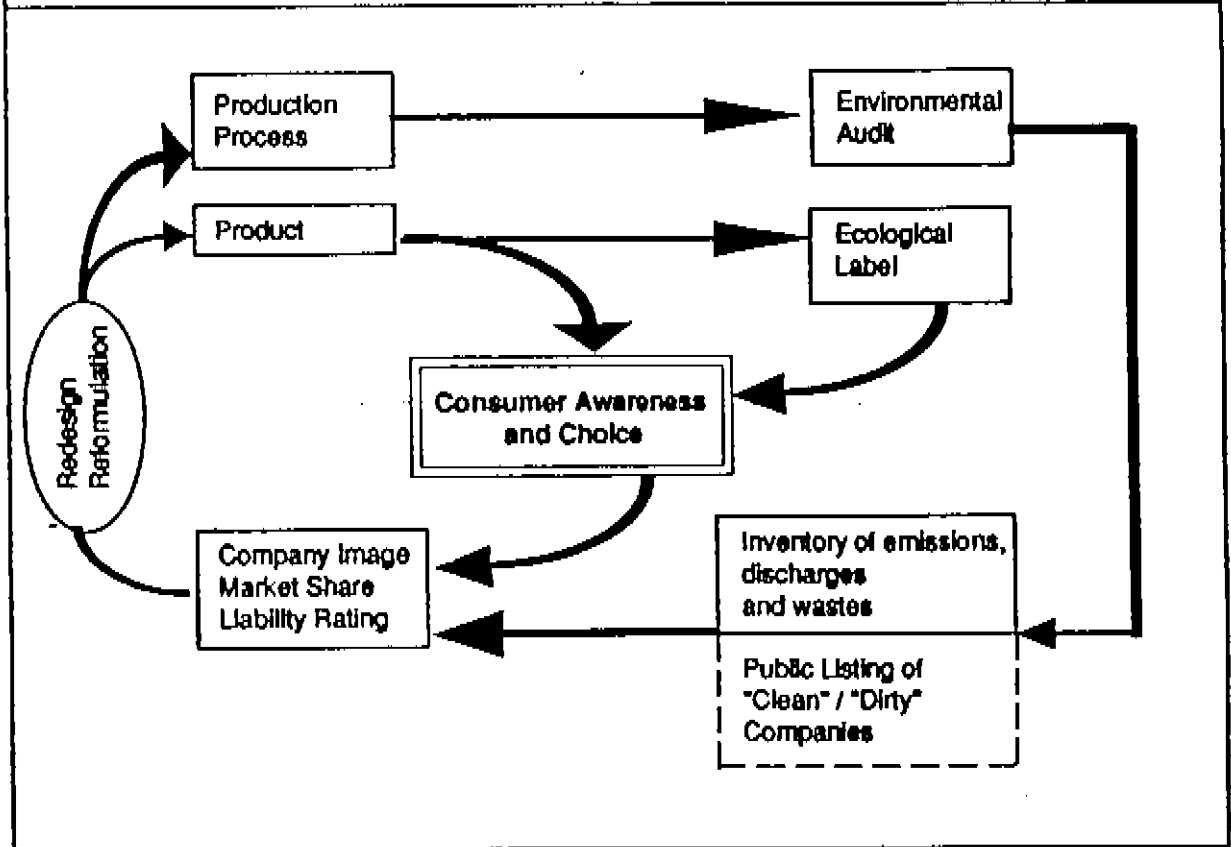 Production
Process
Environmental
Audit
Product
Ecological
Label
Redesign
Reformulation
Consumer Awareness
and Choice
Company Image
Market Share
Liability Rating
Inventory of emissions,
discharges
and wastes
Public Listing of
"Clean" / "Dirty"
Companies